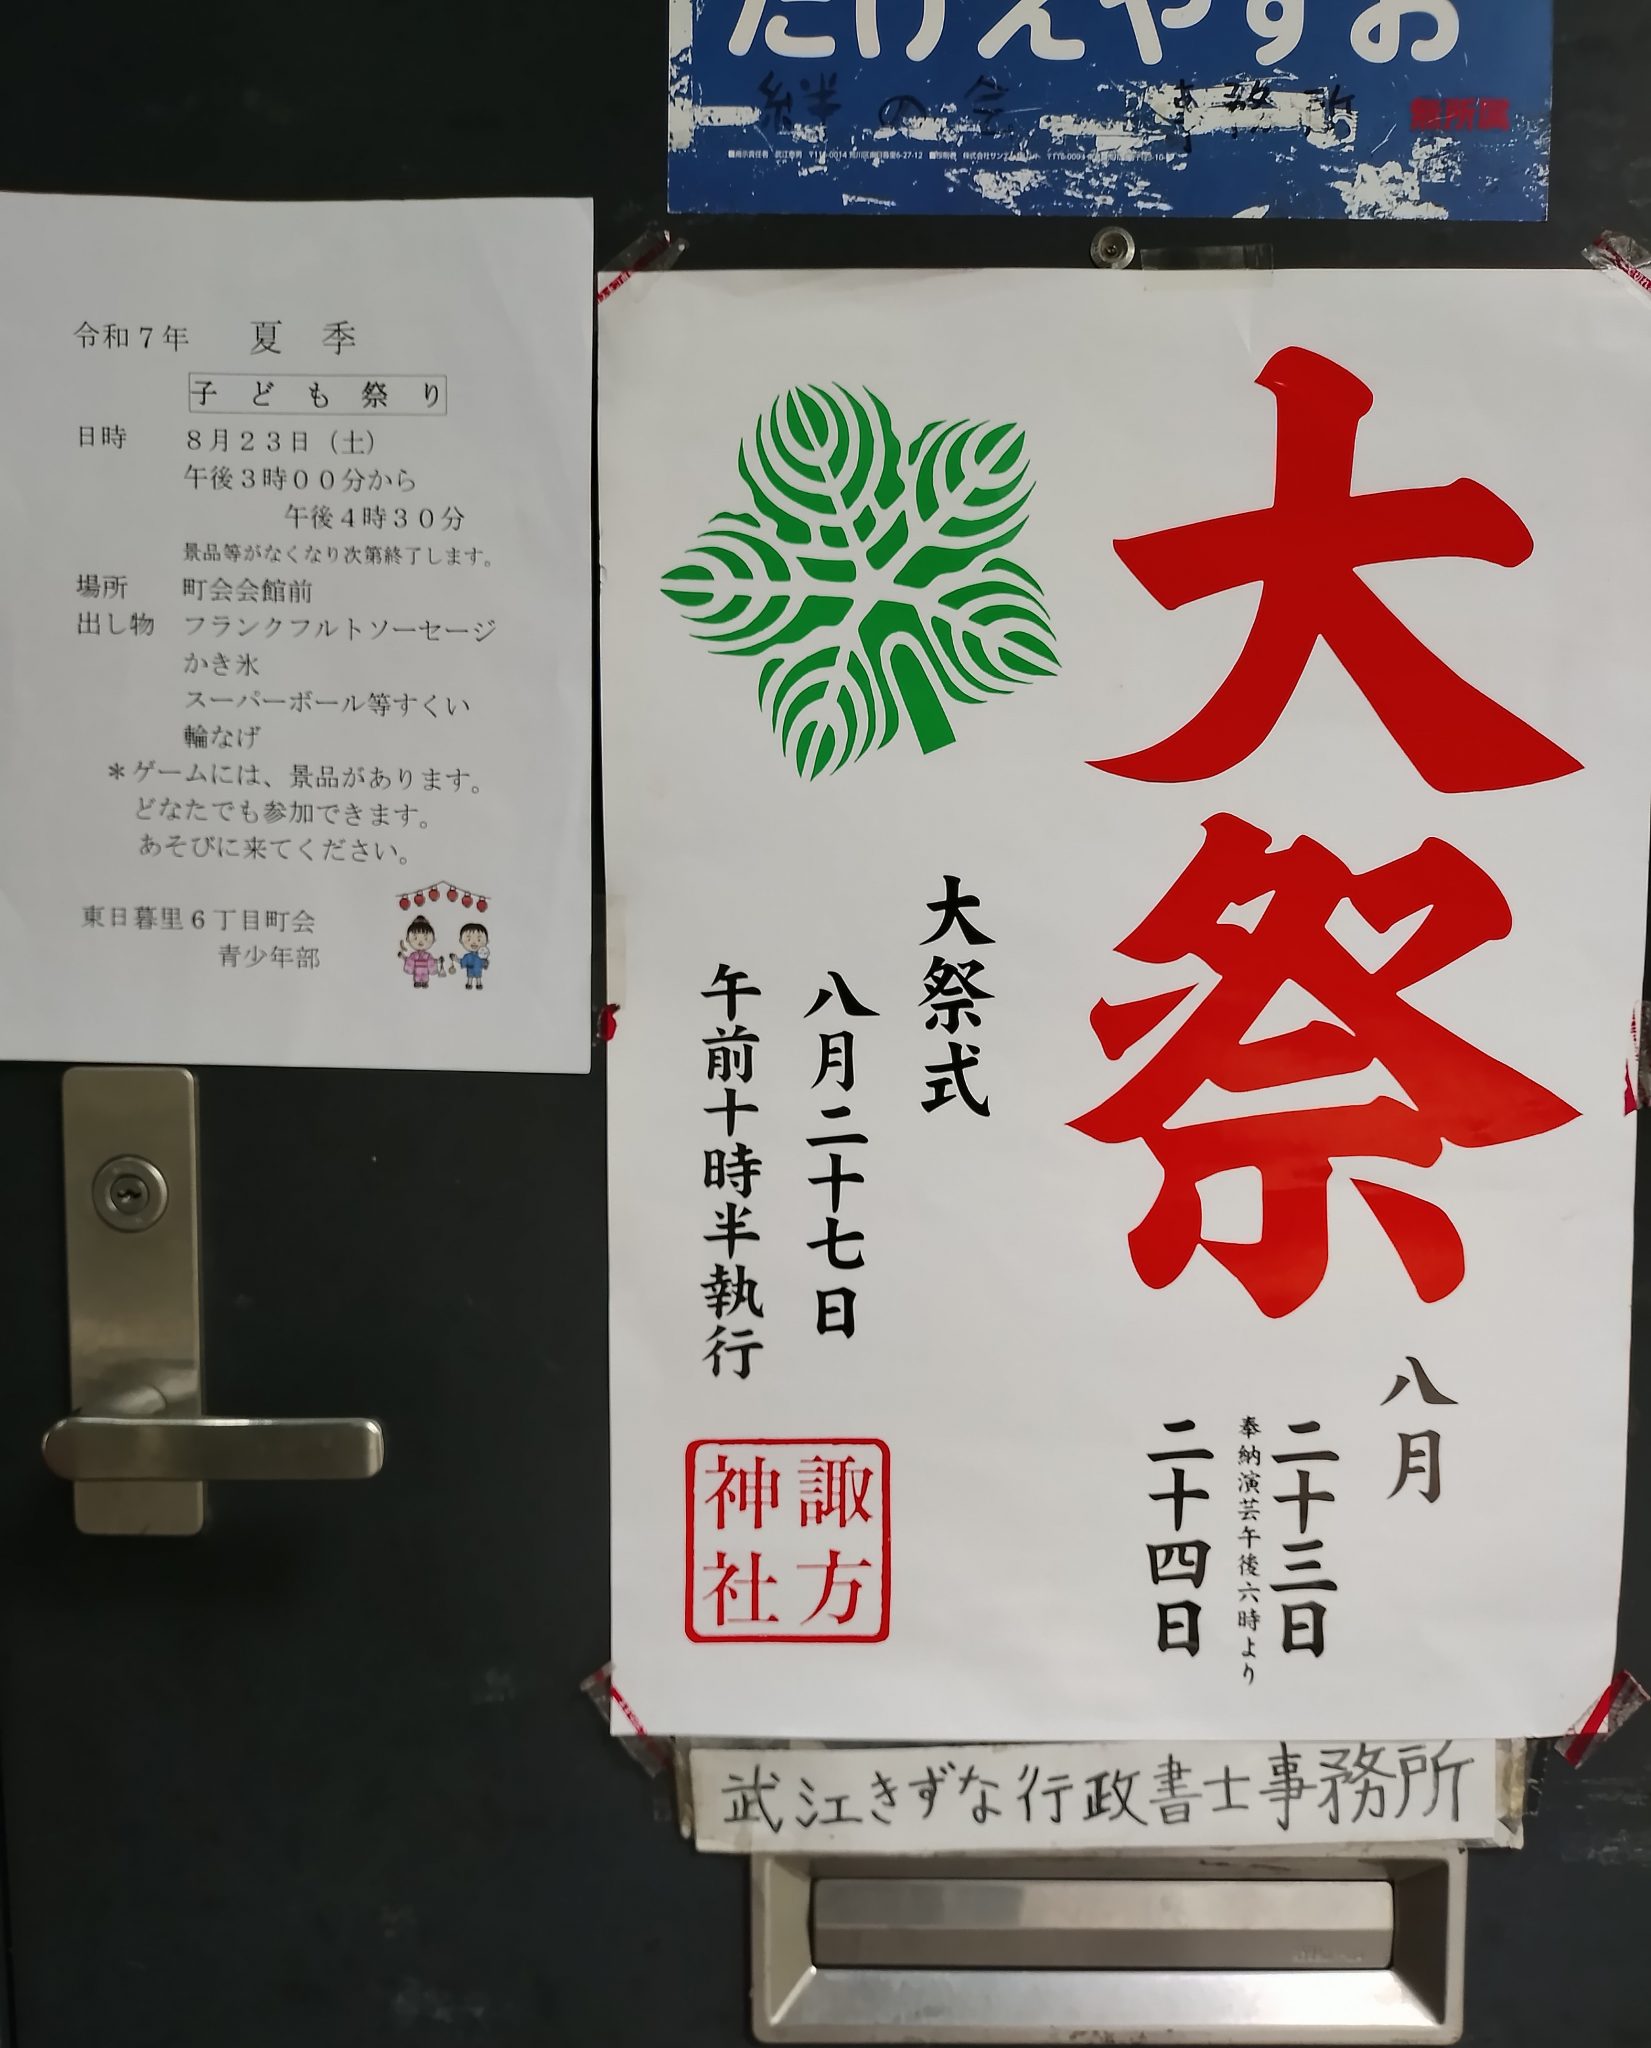 たけえやすお
絆の会 事務所 無所属
令和７年 夏季
子ども祭り
日時 ８月２３日（土）
午後３時００分から
午後４時３０分
景品等がなくなり次第終了します。
場所 町会会館前
出し物 フランクフルトソーセージ
かき氷
スーパーボール等すくい
輪なげ
＊ゲームには、景品があります。
どなたでも参加できます。
あそびに来てください。
東日暮里６丁目町会
青少年部
大祭
八月
二十三日
奉納演芸午後六時より
二十四日
大祭式
八月二十七日
午前十時半執行
諏方
神社
武江きずな行政書士事務所